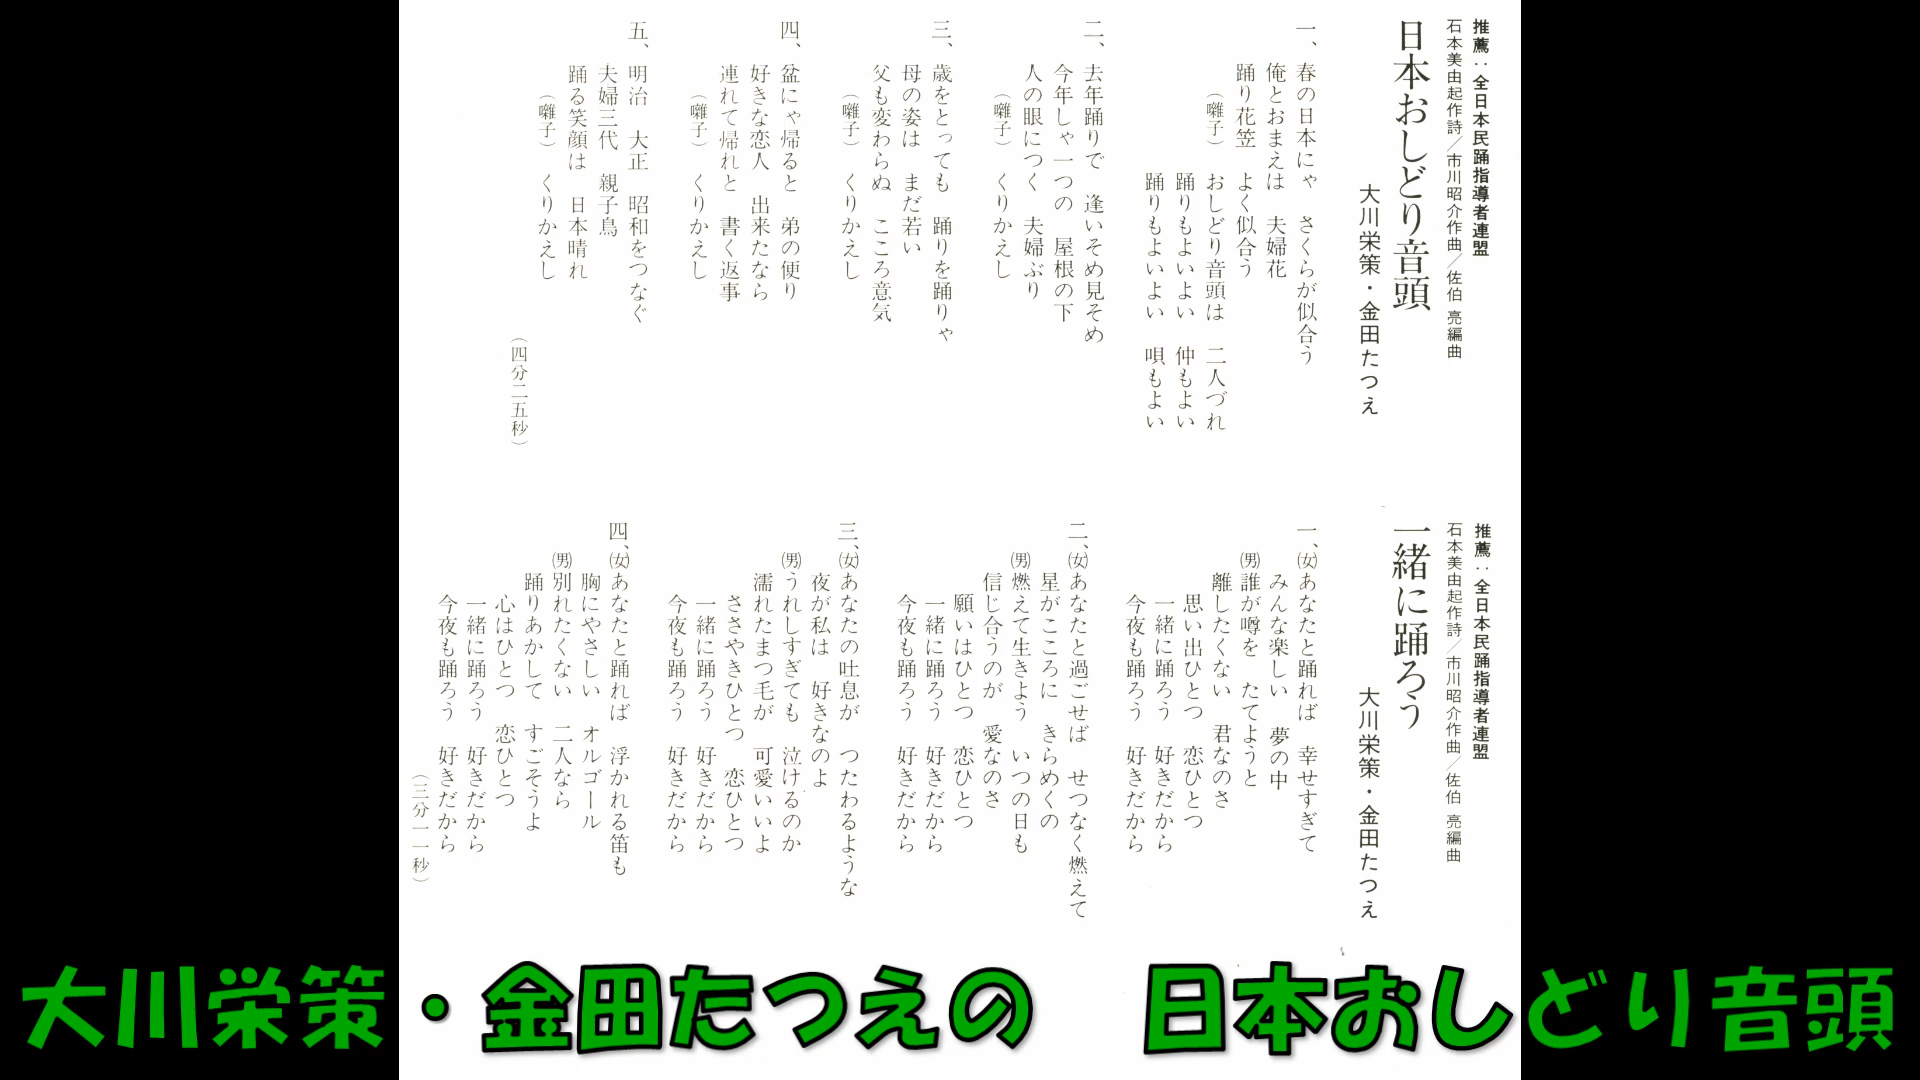 推薦：全日本民踊指導者連盟
石本美由起作詩／市川昭介作曲／佐伯 亮編曲
日本おしどり音頭
大川栄策・金田たつえ
一、春の日本にゃ さくらが似合う
俺とおまえは 夫婦花
踊り花笠 よく似合う
（囃子） おしどり音頭は 二人づれ
踊りもよいよい 仲もよい
踊りもよいよい 唄もよい
二、去年踊りで 逢いそめ見そめ
今年しゃ一つの 屋根の下
人の眼につく 夫婦ぶり
（囃子） くりかえし
三、歳をとっても 踊りを踊りゃ
母の姿は まだ若い
父も変わらぬ こころ意気
（囃子） くりかえし
四、盆にゃ帰ると 弟の便り
好きな恋人 出来たなら
連れて帰れと 書く返事
（囃子） くりかえし
五、明治 大正 昭和をつなぐ
夫婦三代 親子鳥
踊る笑顔は 日本晴れ
（囃子） くりかえし
（四分二五秒）
推薦：全日本民踊指導者連盟
石本美由起作詩／市川昭介作曲／佐伯 亮編曲
一緒に踊ろう
大川栄策・金田たつえ
一、㈛あなたと踊れば 幸せすぎて
みんな楽しい 夢の中
㈚誰が噂を たてようと
離したくない 君なのさ
思い出ひとつ 恋ひとつ
一緒に踊ろう 好きだから
今夜も踊ろう 好きだから
二、㈛あなたと過ごせば せつなく燃えて
星がこころに きらめくの
㈚燃えて生きよう いつの日も
信じ合うのが 愛なのさ
願いはひとつ 恋ひとつ
一緒に踊ろう 好きだから
今夜も踊ろう 好きだから
三、㈛あなたの吐息が つたわるような
夜が私は 好きなのよ
㈚うれしすぎても 泣けるのか
濡れたまつ毛が 可愛いいよ
ささやきひとつ 恋ひとつ
一緒に踊ろう 好きだから
今夜も踊ろう 好きだから
四、㈛あなたと踊れば 浮かれる笛も
胸にやさしい オルゴール
㈚別れたくない 二人なら
踊りあかして すごそうよ
心はひとつ 恋ひとつ
一緒に踊ろう 好きだから
今夜も踊ろう 好きだから
（三分一一秒）
大川栄策・金田たつえの 日本おしどり音頭